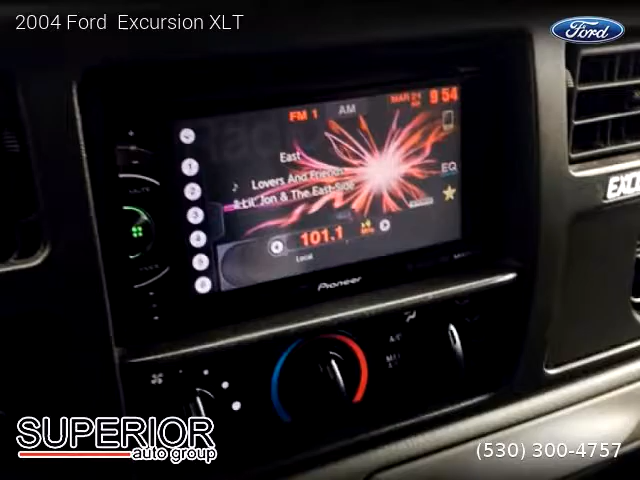 2004 Ford Excursion XLT
Ford
FM 1
AM
MAR 24
9 54
East
Lovers And Friends
Lil' Jon & The East-Side
EQ
1
2
3
4
5
6
101.1
Local
Pioneer
A/C
SUPERIOR
auto group
(530) 300-4757